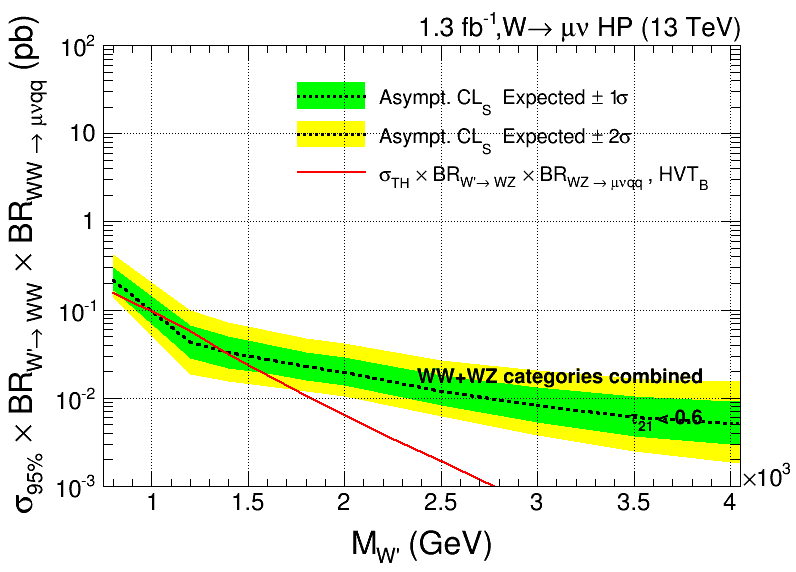 1.3 fb⁻¹,W→ μν HP (13 TeV)
σ95% × BRW'→ WW × BRWW → μνqq (pb)
10²
10
1
10⁻¹
10⁻²
10⁻³
Asympt. CLS Expected ± 1σ
Asympt. CLS Expected ± 2σ
σTH × BRW'→ WZ × BRWZ → μνqq , HVTB
WW+WZ categories combined
τ21 < 0.6
1 1.5 2 2.5 3 3.5 4
×10³
MW' (GeV)